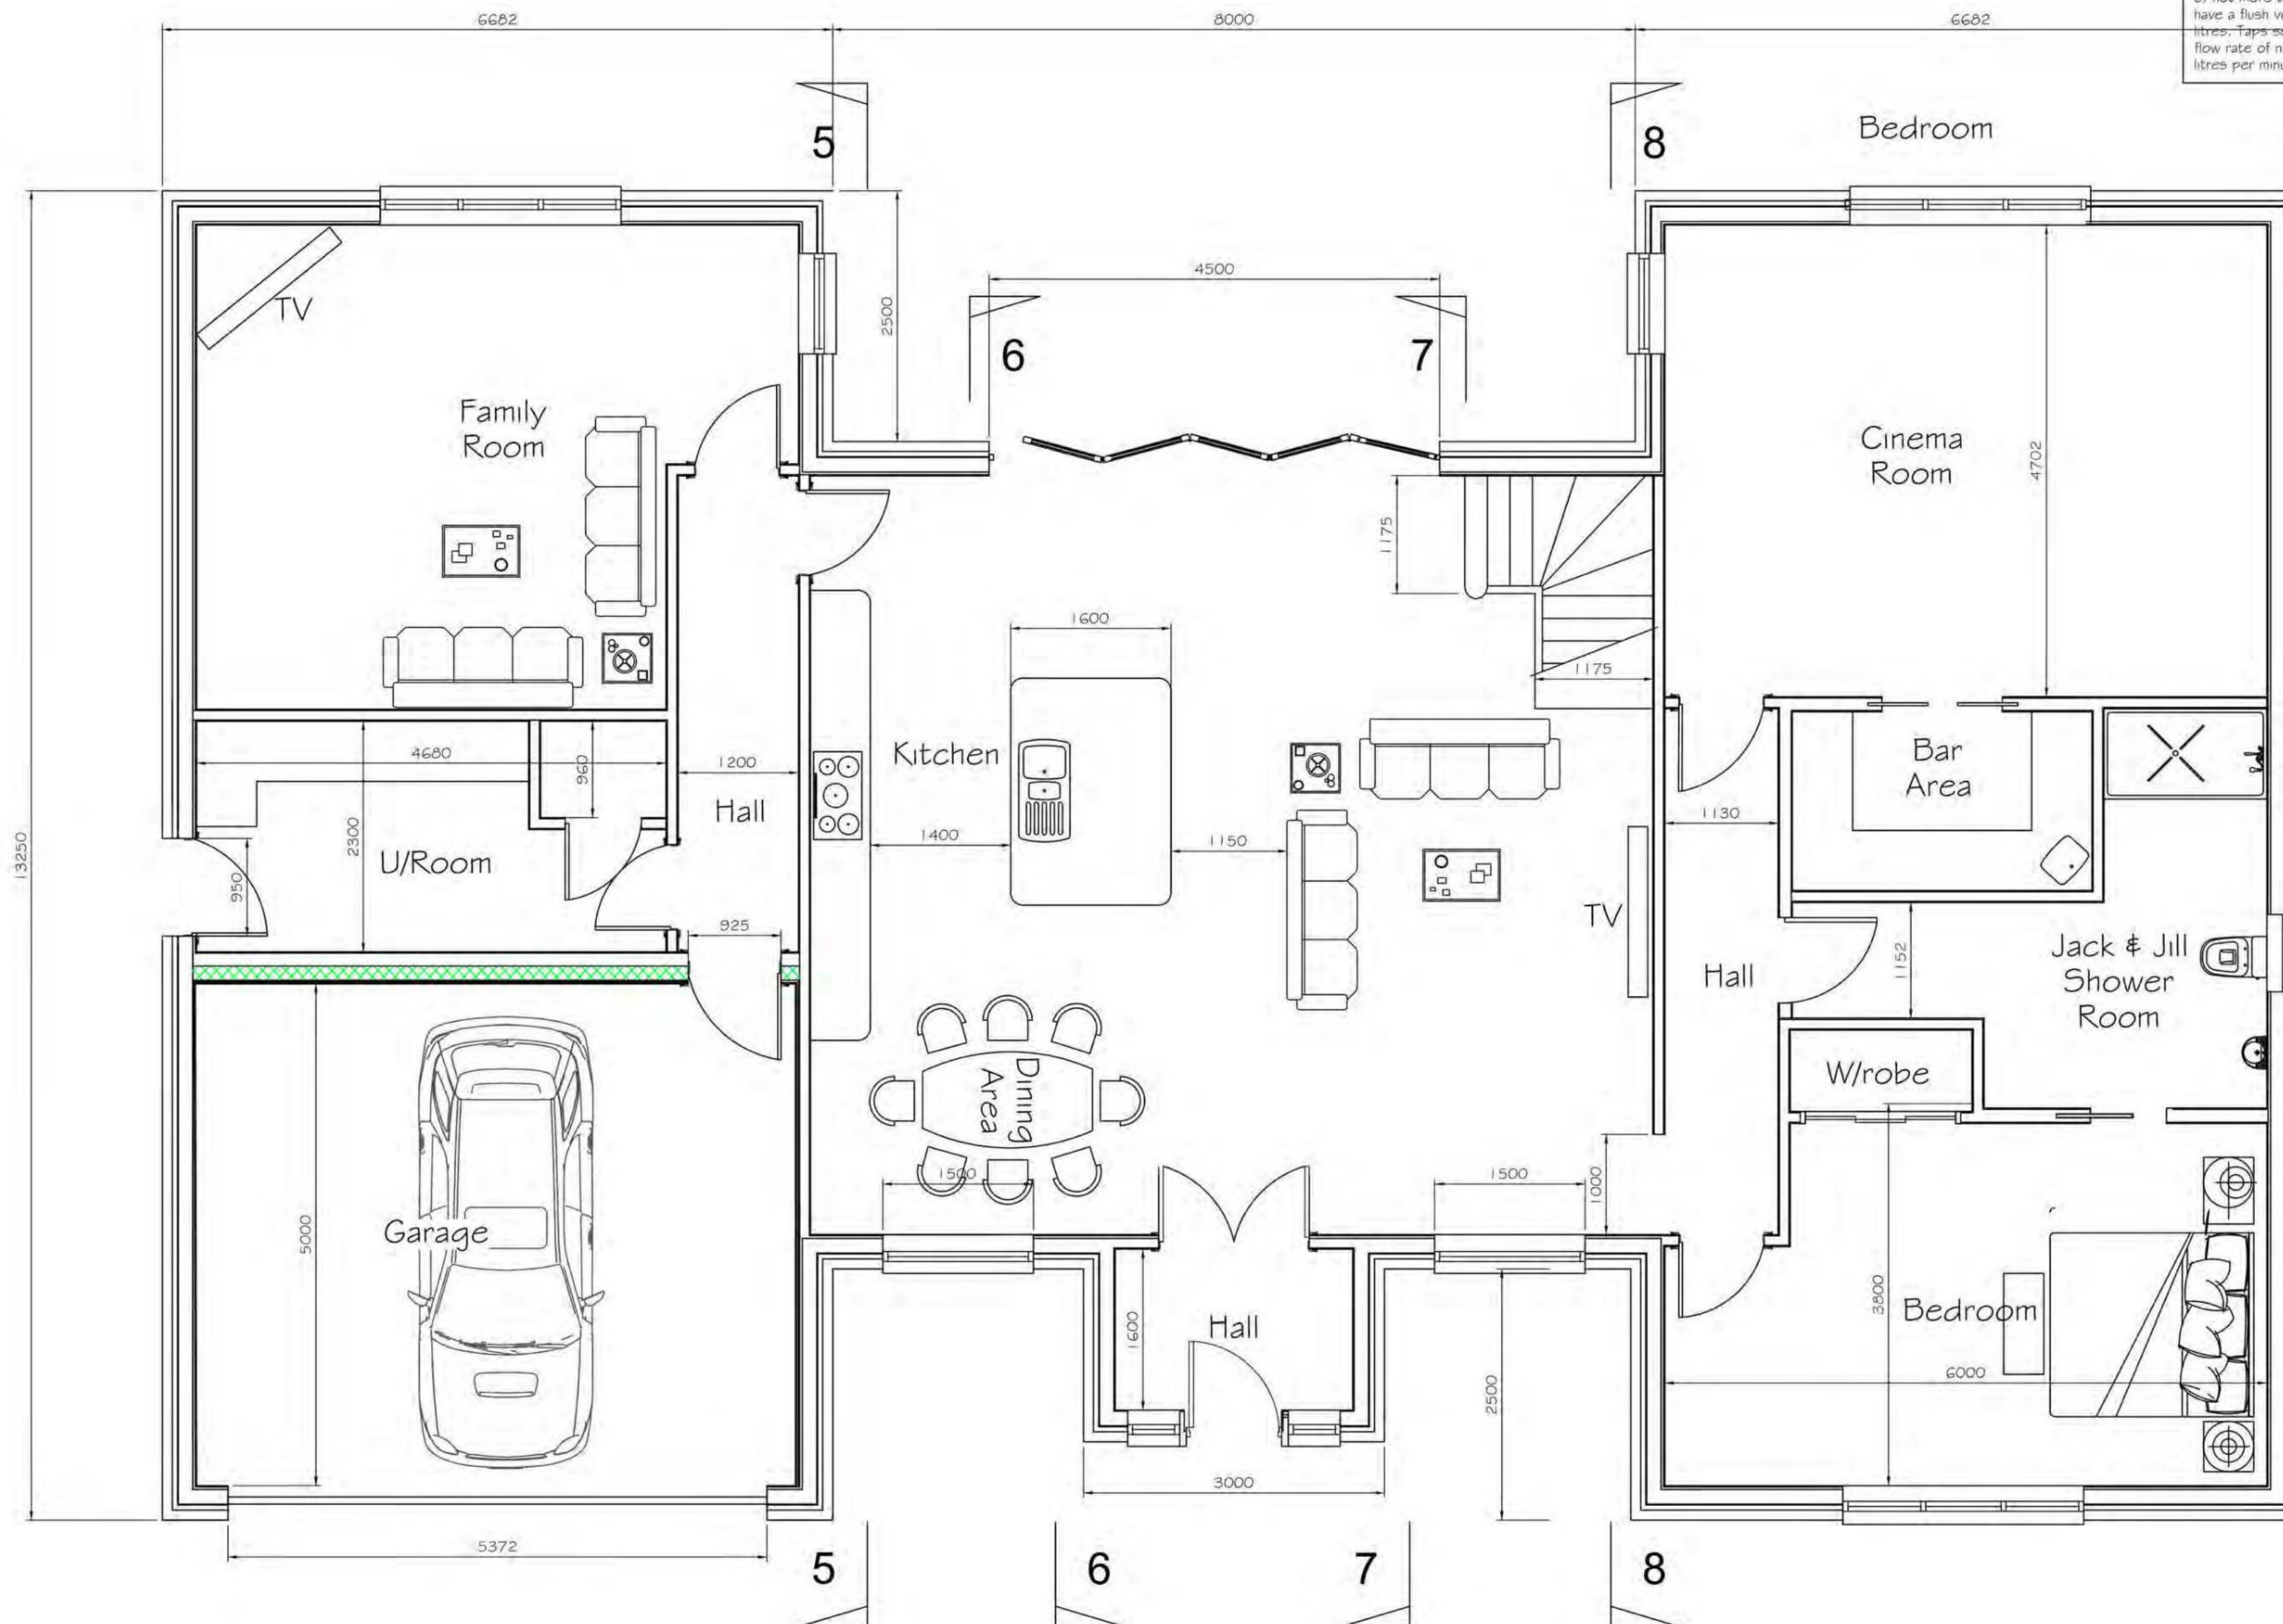 6682
8000
6682
have a flush
litres. Taps
flow rate of
litres per
5
8
Bedroom
4500
2500
6
7
TV
Family
Room
Cinema
Room
4702
1175
1600
1175
4680
960
1200
Hall
Kitchen
Bar
Area
13250
2300
U/Room
950
1400
1150
1130
925
TV
1152
Hall
Jack & Jill
Shower
Room
W/robe
Dining
Area
1500
1500
1000
Garage
5000
1600
Hall
2500
3800
Bedroom
6000
3000
5372
5
6
7
8